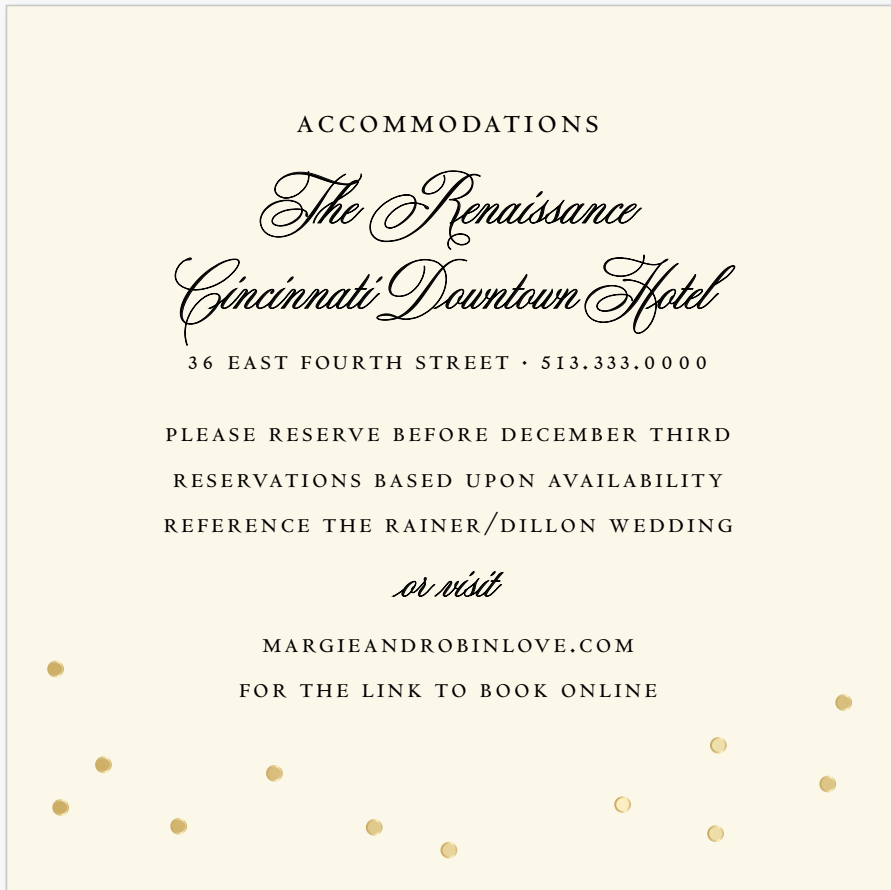 ACCOMMODATIONS
The Renaissance
Cincinnati Downtown Hotel
36 EAST FOURTH STREET · 513.333.0000
PLEASE RESERVE BEFORE DECEMBER THIRD
RESERVATIONS BASED UPON AVAILABILITY
REFERENCE THE RAINER/DILLON WEDDING
or visit
MARGIEANDROBINLOVE.COM
FOR THE LINK TO BOOK ONLINE